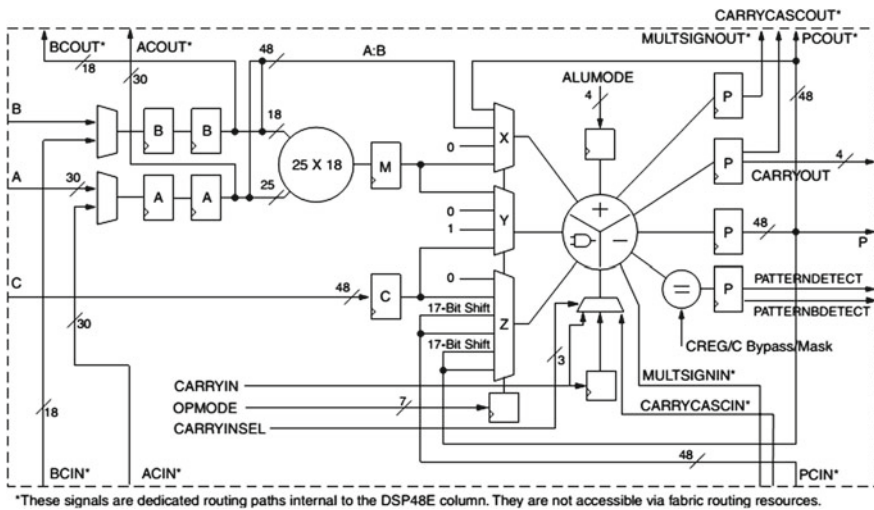 CARRYCASCOUT*
BCOUT* ACOUT* MULTSIGNOUT* PCOUT*
48 A:B
18 30 ALUMODE
4 P 48
B B B 18 X
0
25 X 18 M P 4
A 30 A A 25 CARRYOUT
0 Y
1 P 48 P
C 48 C 0
PATTERNDETECT
= P
17-Bit Shift PATTERNBDETECT
30 Z
17-Bit Shift CREG/C Bypass/Mask
3
CARRYIN MULTSIGNIN*
18 OPMODE 7 CARRYCASCIN*
CARRYINSEL
48
BCIN* ACIN* PCIN*
*These signals are dedicated routing paths internal to the DSP48E column. They are not accessible via fabric routing resources.